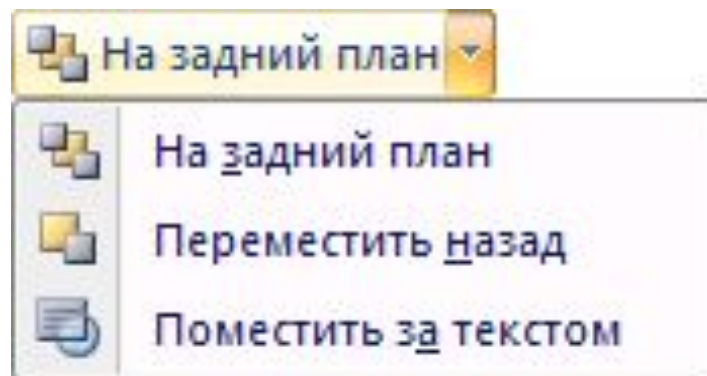 На задний план
На задний план
Переместить назад
Поместить за текстом